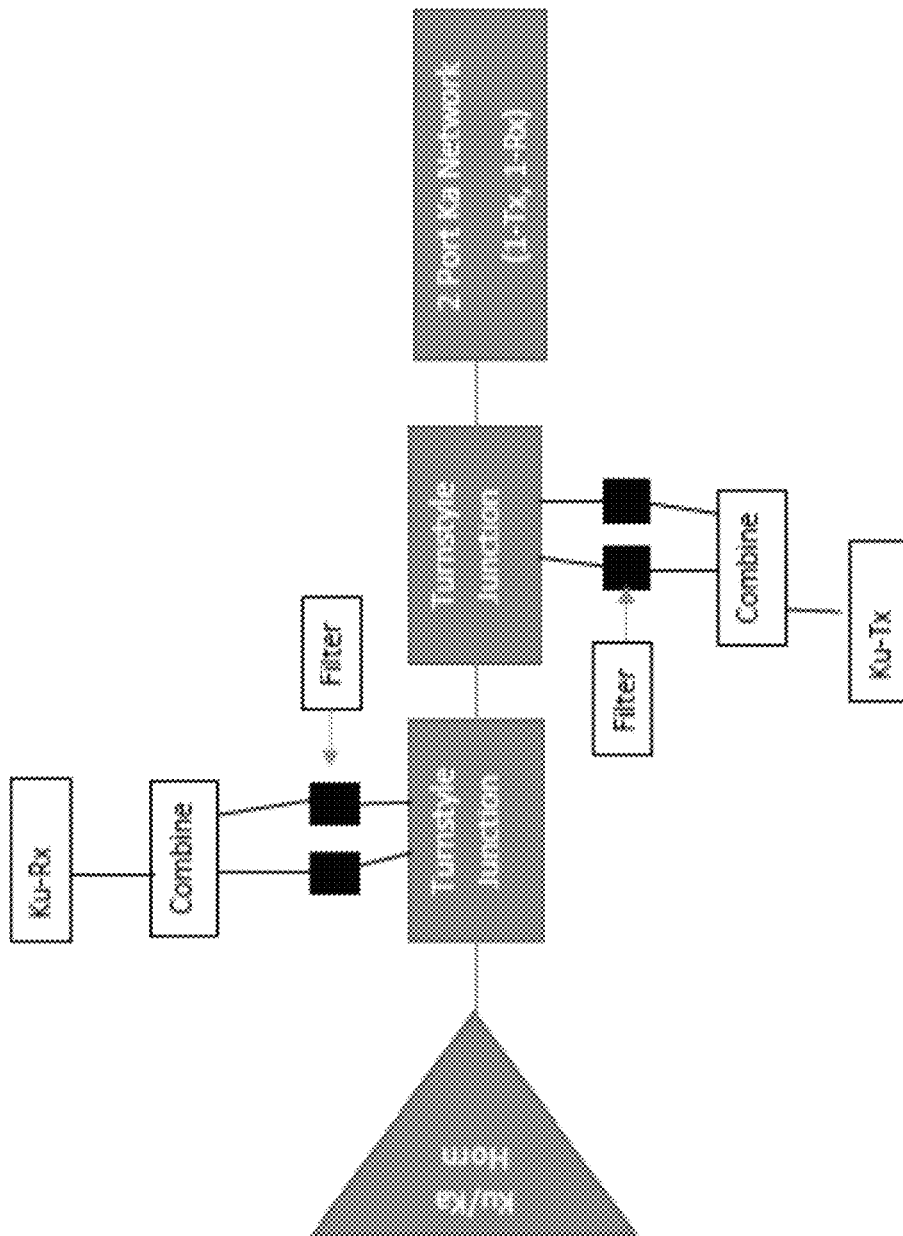 Ku-Rx
Combine
Filter
Ku/Ka
Horn
Turnstyle
Junction
Turnstyle
Junction
2 Port Ka Network
(1-Tx, 1-Rx)
Filter
Combine
Ku-Tx